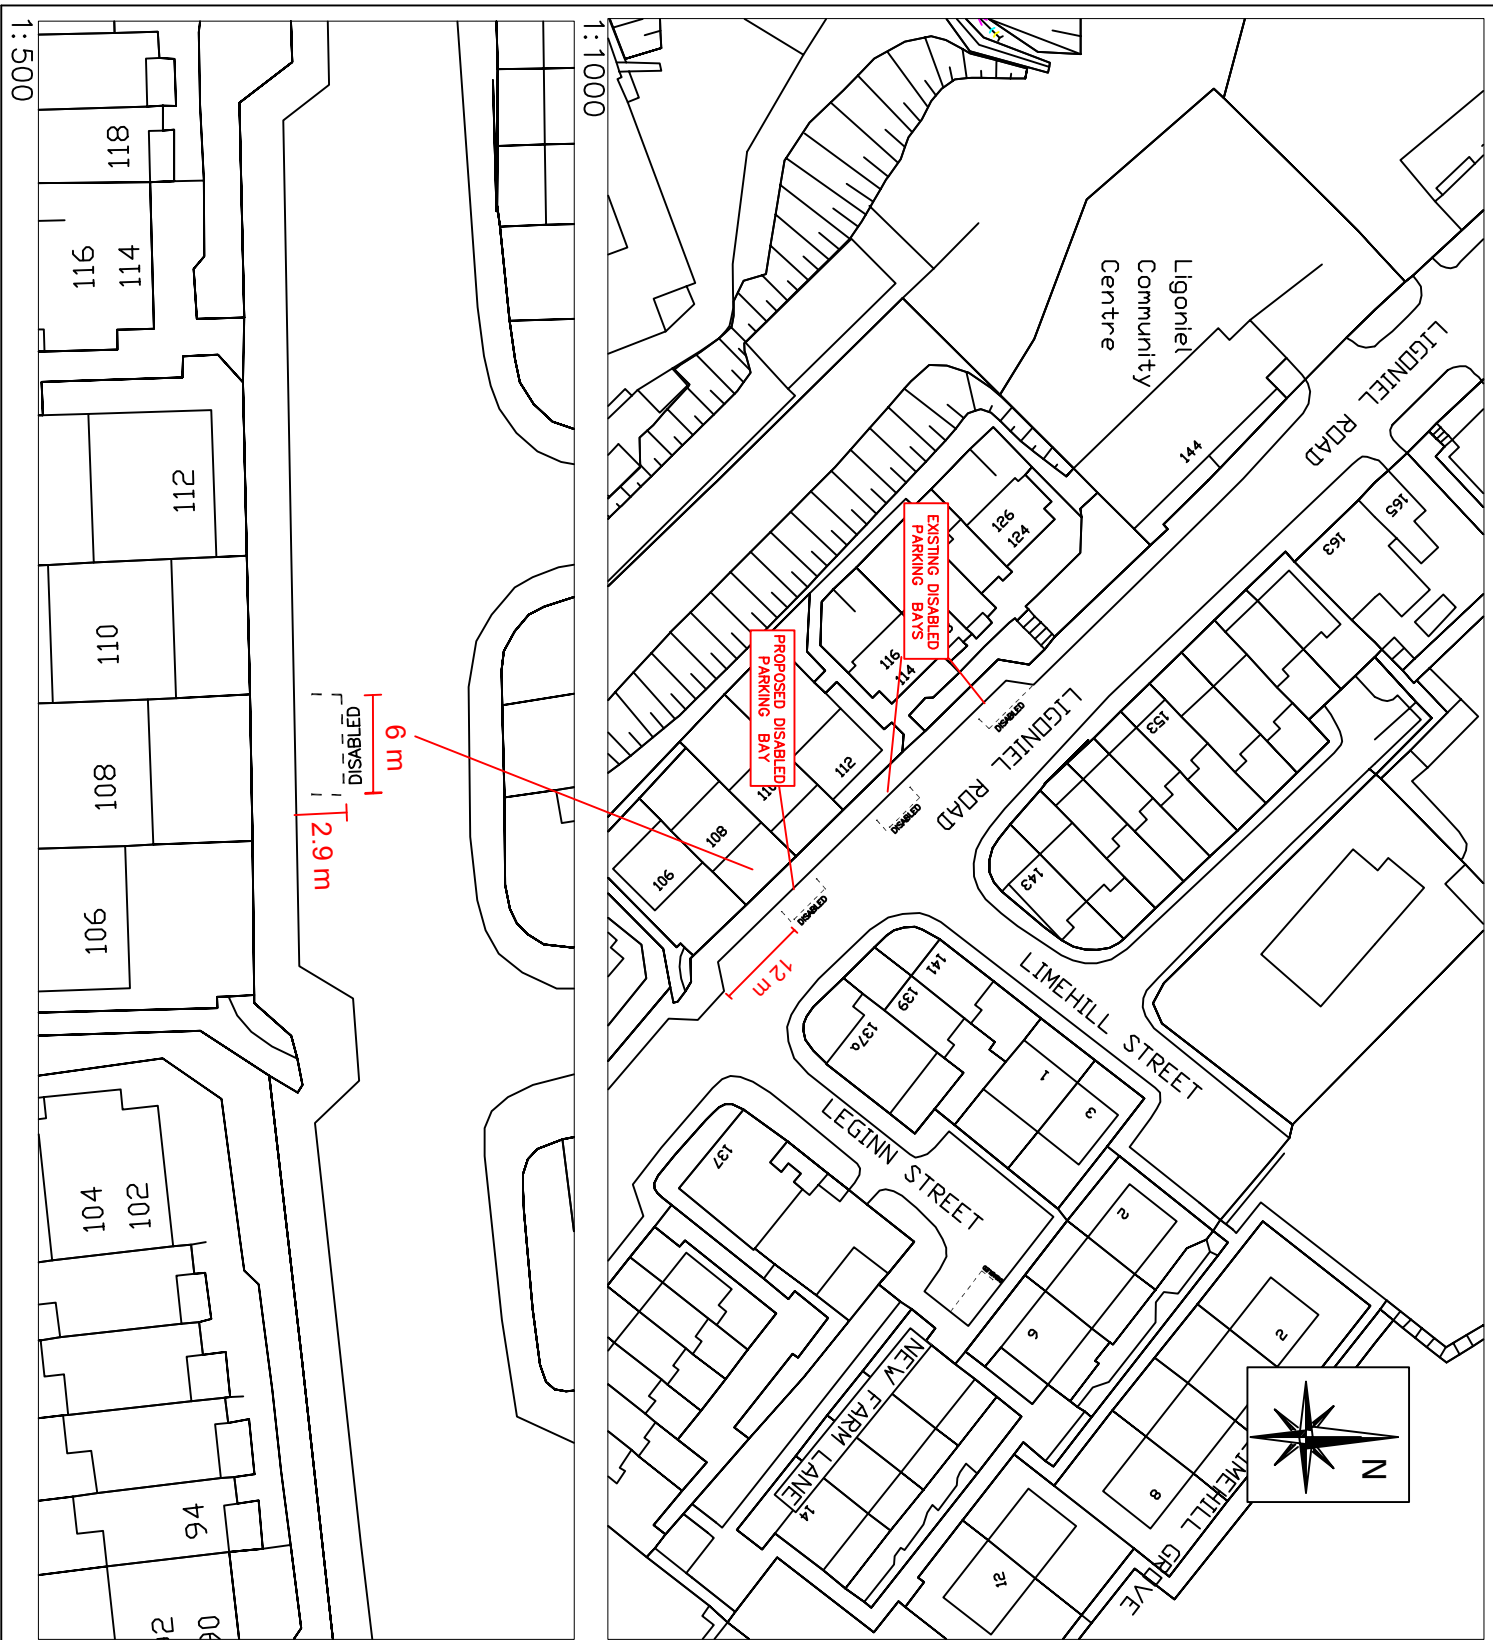 1:1000
Ligoniel
Community
Centre
LIGONIEL ROAD
144
165
163
126
124
EXISTING DISABLED
PARKING BAYS
116
114
DISABLED
LIGONIEL ROAD
153
143
PROPOSED DISABLED
PARKING BAY
112
110
108
106
DISABLED
DISABLED
12 m
141
139
137a
LIMEHILL STREET
1
3
LEGINN STREET
137
2
6
NEW FARM LANE
14
2
8
12
LIMEHILL GROVE
N
1:500
118
116
114
112
110
108
106
DISABLED
6 m
2.9 m
104
102
94